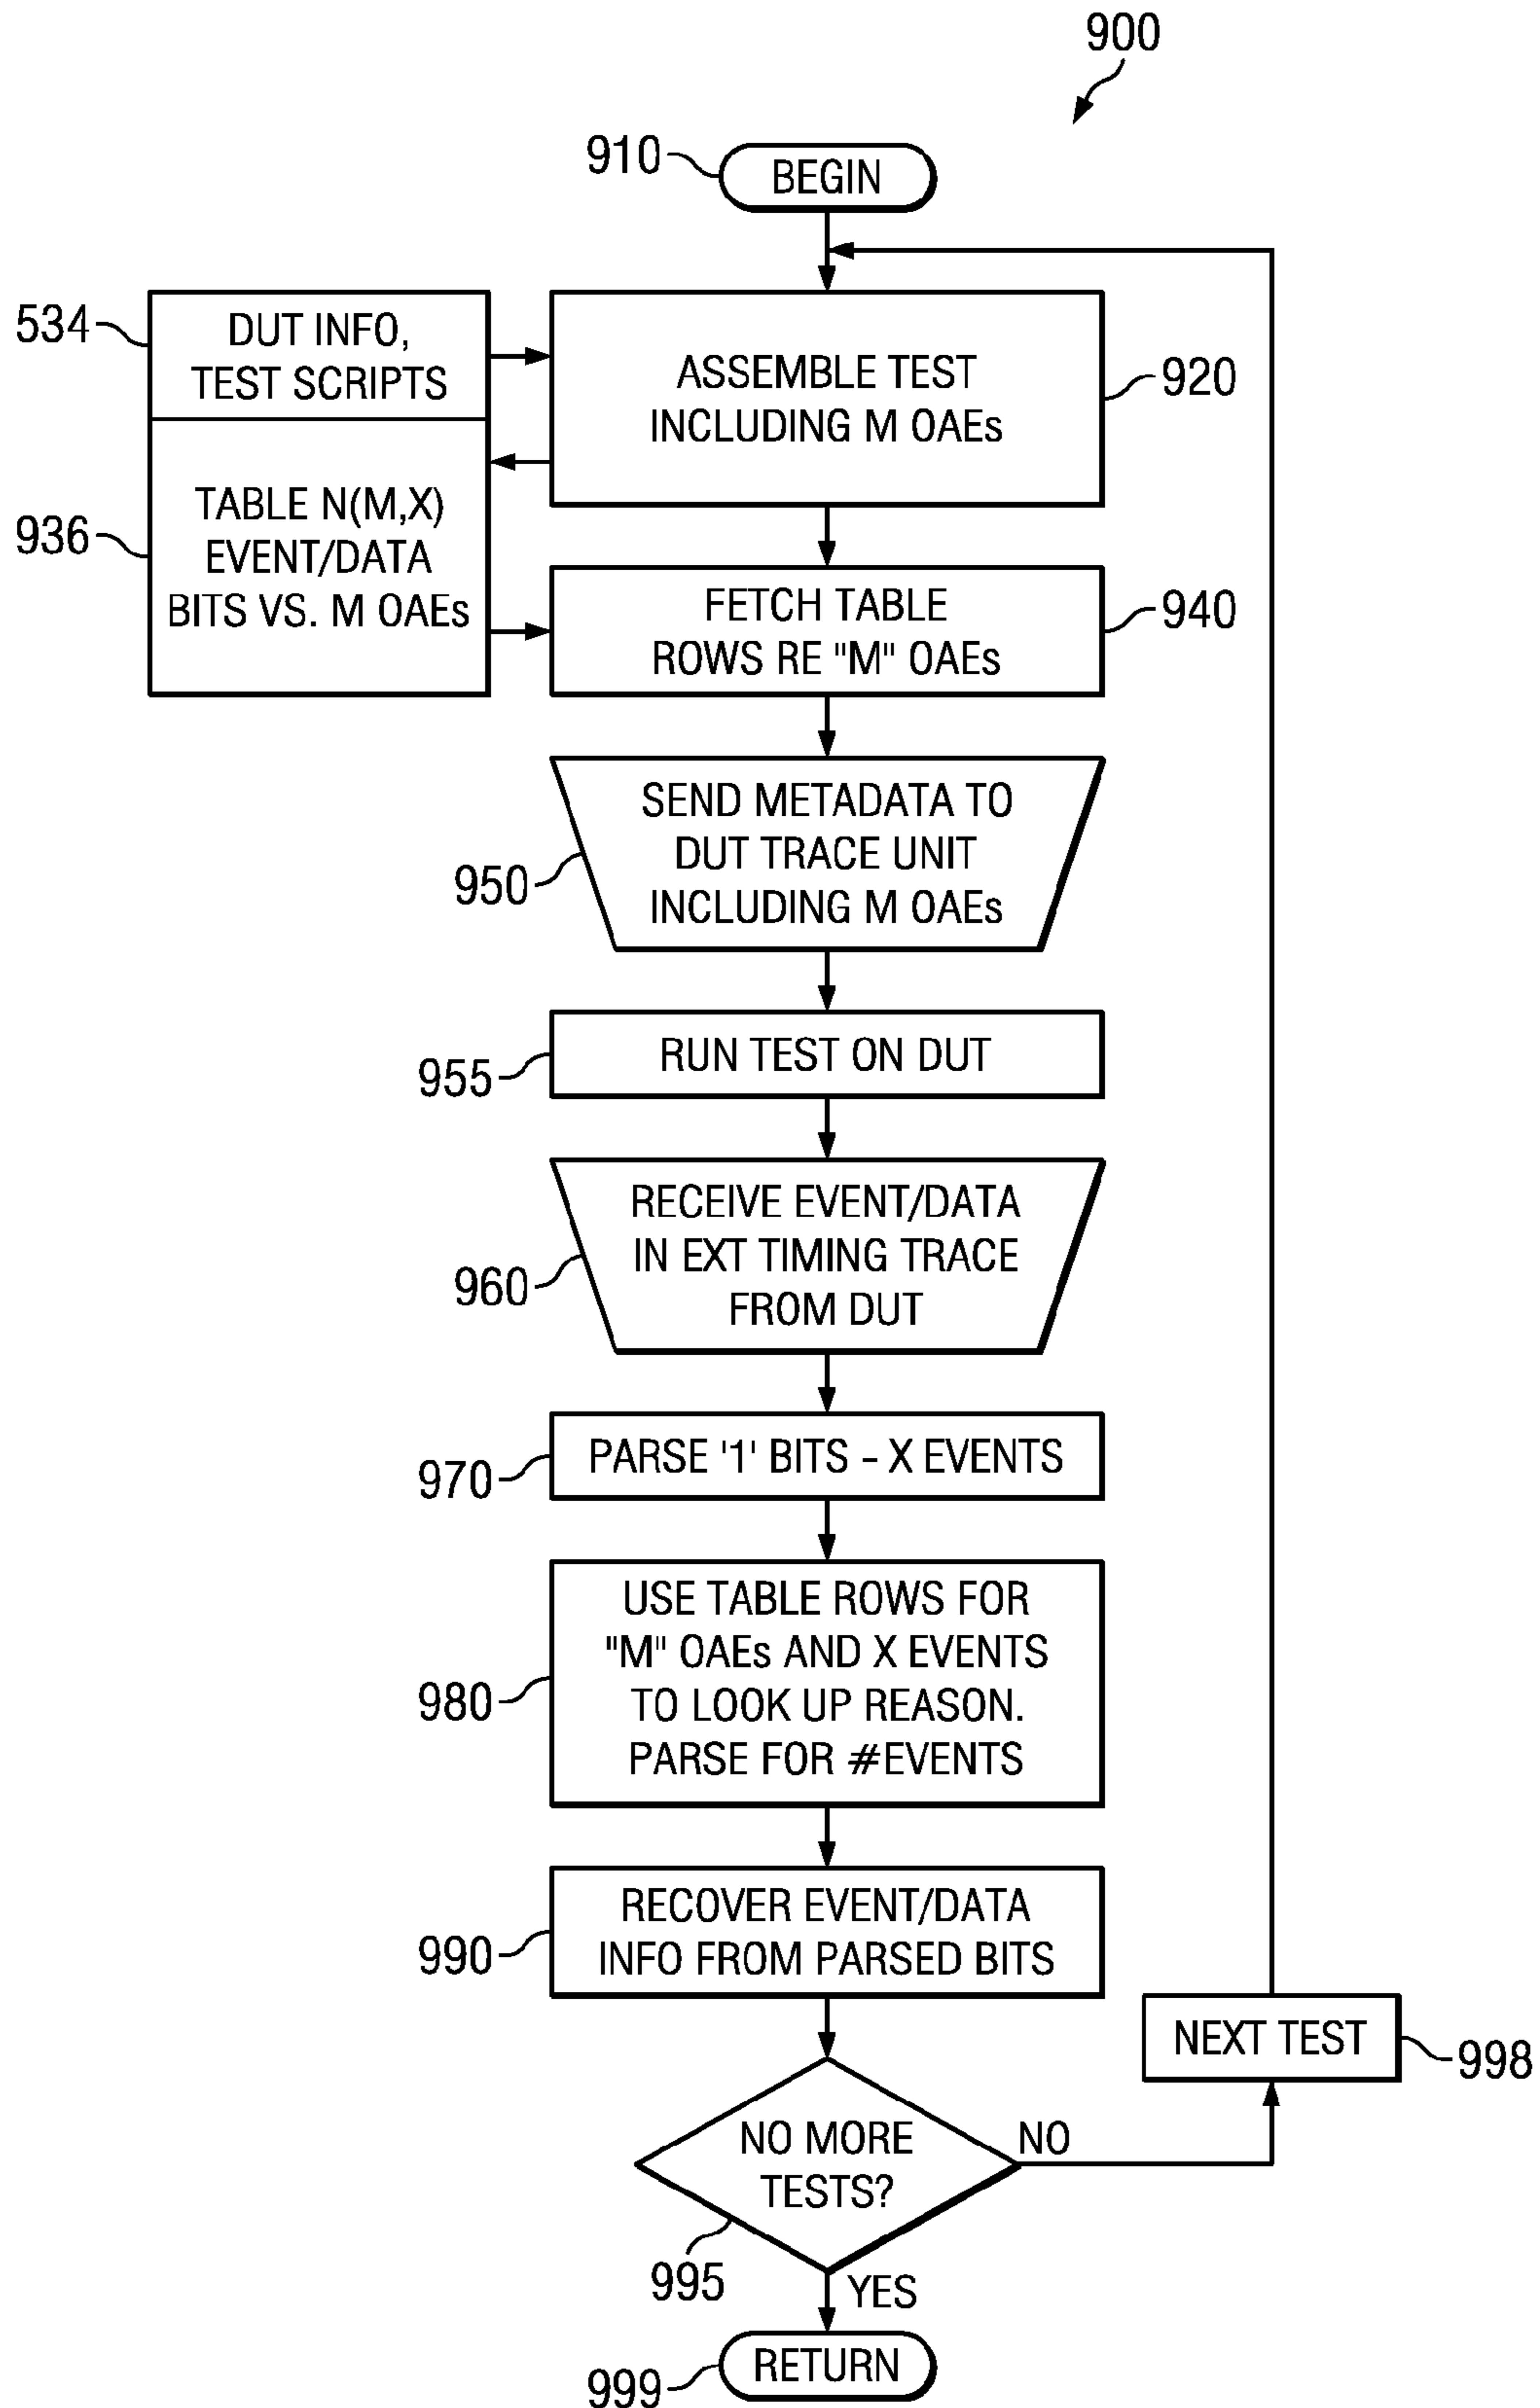 900
910
BEGIN
534
DUT INFO,
TEST SCRIPTS
ASSEMBLE TEST
INCLUDING M OAEs
920
936
TABLE N(M,X)
EVENT/DATA
BITS VS. M OAEs
FETCH TABLE
ROWS RE "M" OAEs
940
SEND METADATA TO
DUT TRACE UNIT
INCLUDING M OAEs
950
RUN TEST ON DUT
955
RECEIVE EVENT/DATA
IN EXT TIMING TRACE
FROM DUT
960
PARSE '1' BITS - X EVENTS
970
USE TABLE ROWS FOR
"M" OAEs AND X EVENTS
TO LOOK UP REASON.
PARSE FOR #EVENTS
980
RECOVER EVENT/DATA
INFO FROM PARSED BITS
990
NEXT TEST
998
NO MORE
TESTS?
NO
995
YES
RETURN
999